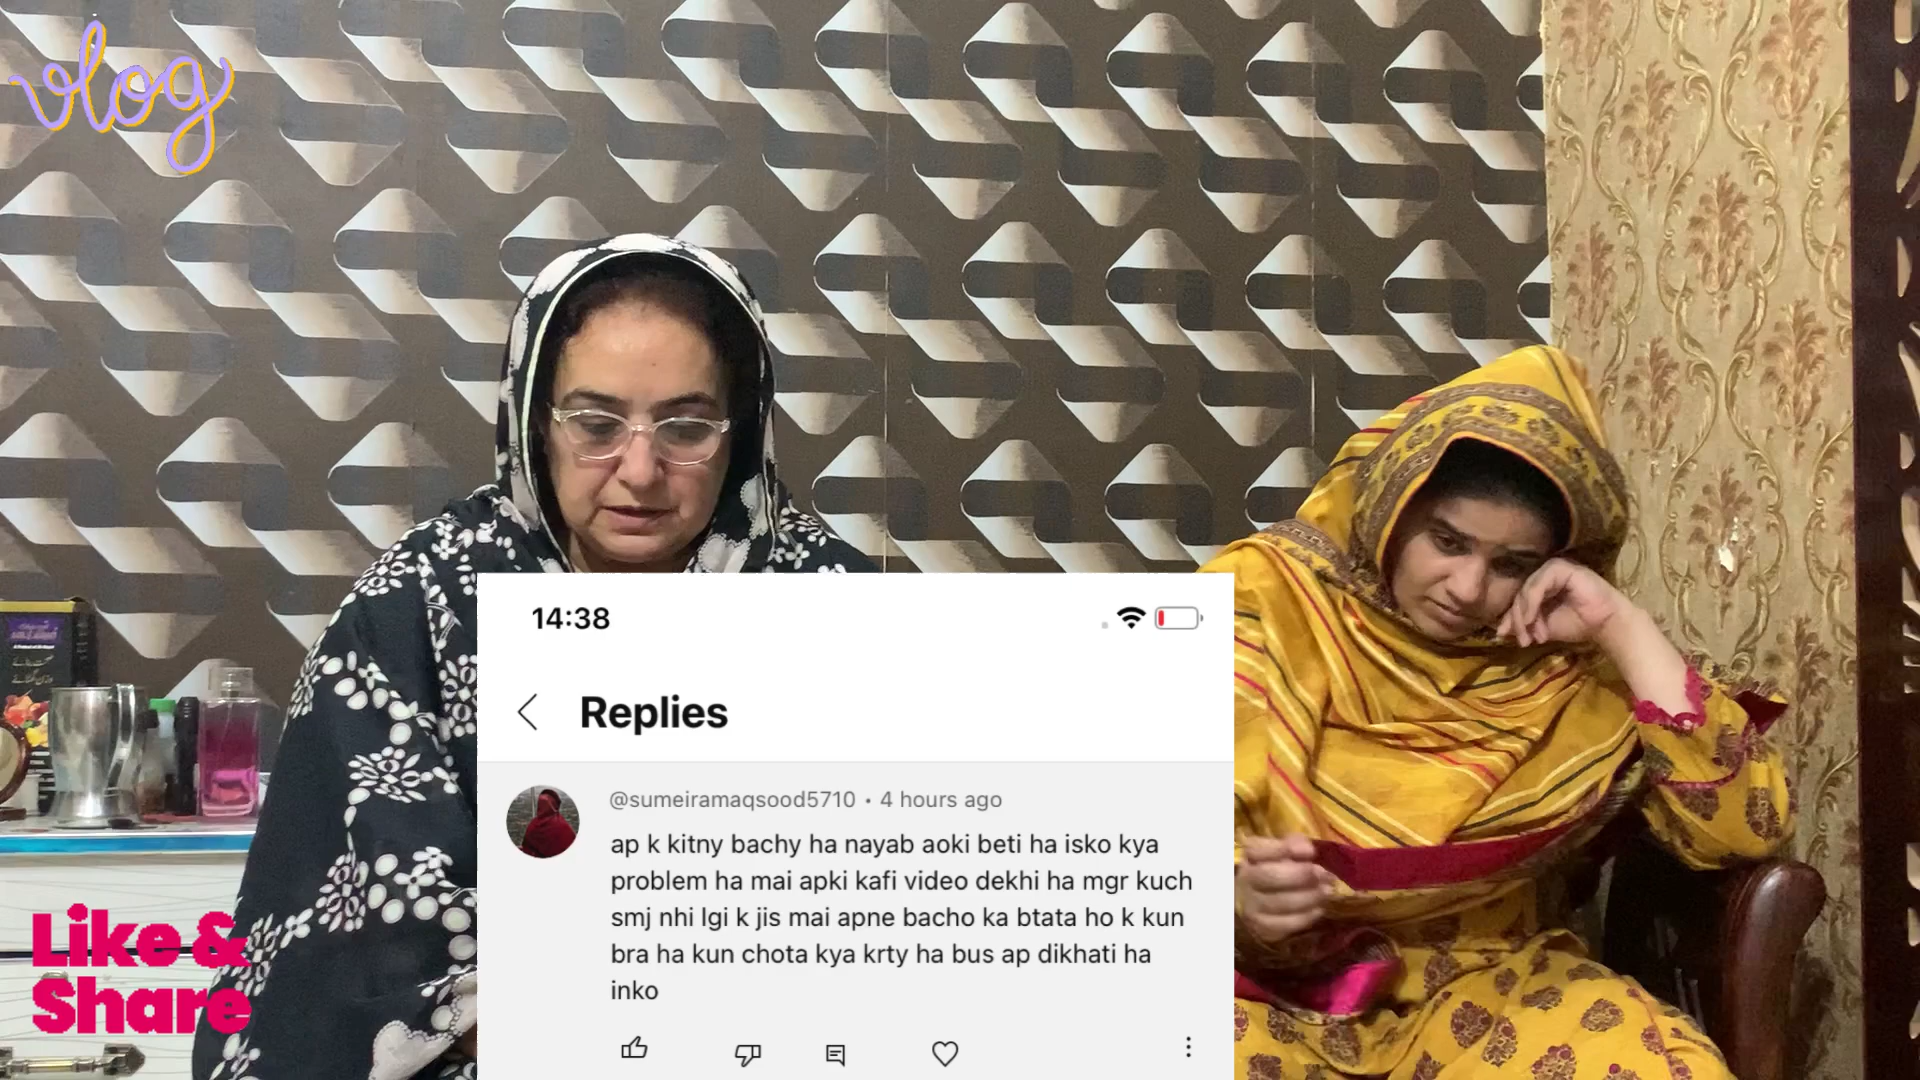 vlog
14:38
Replies
@sumeiramaqsood5710 • 4 hours ago
ap k kitny bachy ha nayab aoki beti ha isko kya
problem ha mai apki kafi video dekhi ha mgr kuch
smj nhi lgi k jis mai apne bacho ka btata ho k kun
bra ha kun chota kya krty ha bus ap dikhati ha
inko
Like &
Share